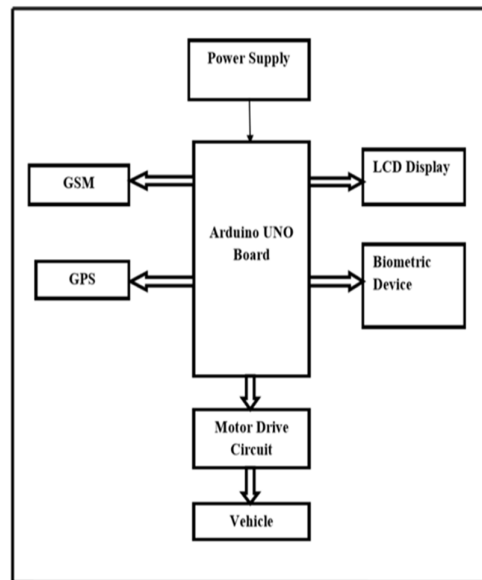 Power Supply
GSM
LCD Display
Arduino UNO
Board
GPS
Biometric
Device
Motor Drive
Circuit
Vehicle